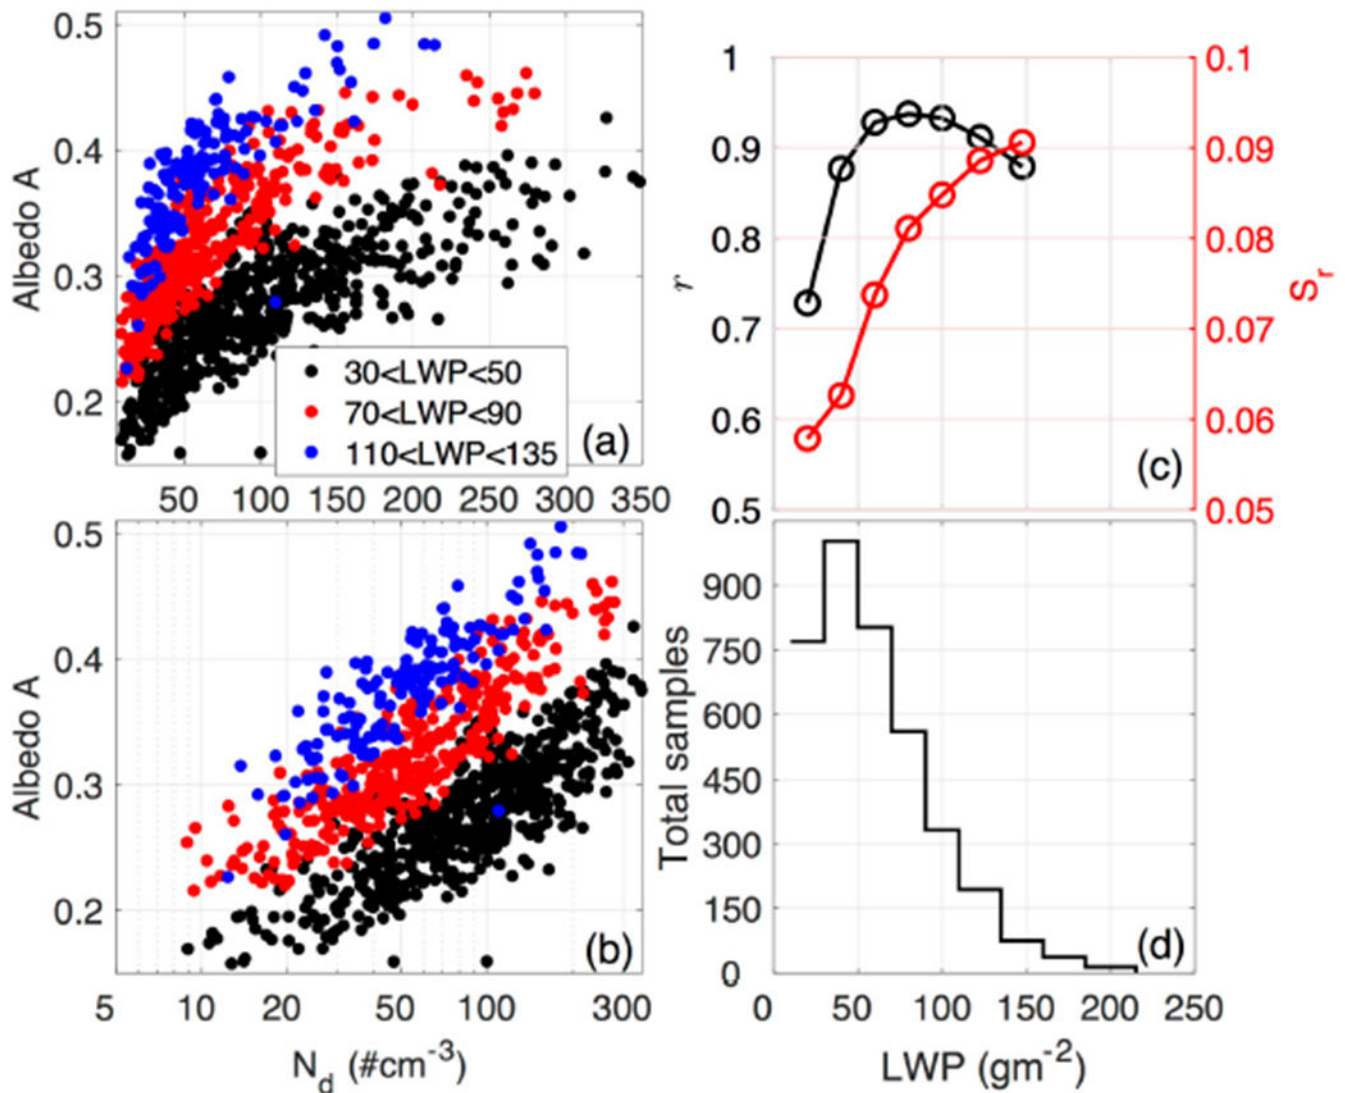 0.5
0.4
0.3
0.2
Albedo A
30<LWP<50
70<LWP<90
110<LWP<135
(a)
50 100 150 200 250 300 350
0.5
0.4
0.3
0.2
Albedo A
(b)
5 10 20 50 100 300
N_d (#cm⁻³)
1
0.9
0.8
0.7
0.6
0.5
r
0.1
0.09
0.08
0.07
0.06
0.05
S_r
(c)
900
750
600
450
300
150
0
Total samples
(d)
0 50 100 150 200 250
LWP (gm⁻²)